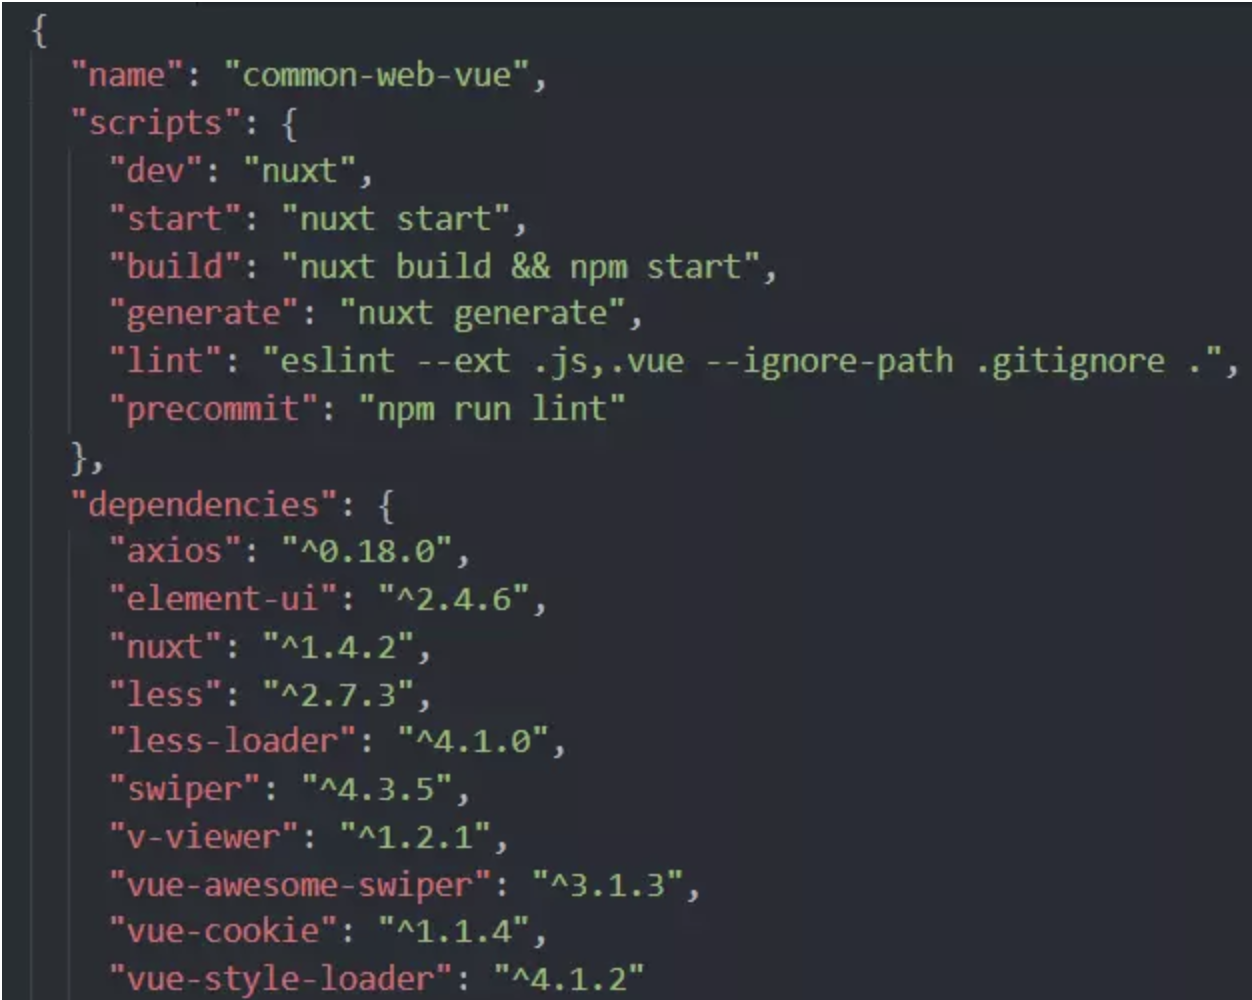 {
"name": "common-web-vue",
"scripts": {
"dev": "nuxt",
"start": "nuxt start",
"build": "nuxt build && npm start",
"generate": "nuxt generate",
"lint": "eslint --ext .js,.vue --ignore-path .gitignore .",
"precommit": "npm run lint"
},
"dependencies": {
"axios": "^0.18.0",
"element-ui": "^2.4.6",
"nuxt": "^1.4.2",
"less": "^2.7.3",
"less-loader": "^4.1.0",
"swiper": "^4.3.5",
"v-viewer": "^1.2.1",
"vue-awesome-swiper": "^3.1.3",
"vue-cookie": "^1.1.4",
"vue-style-loader": "^4.1.2"